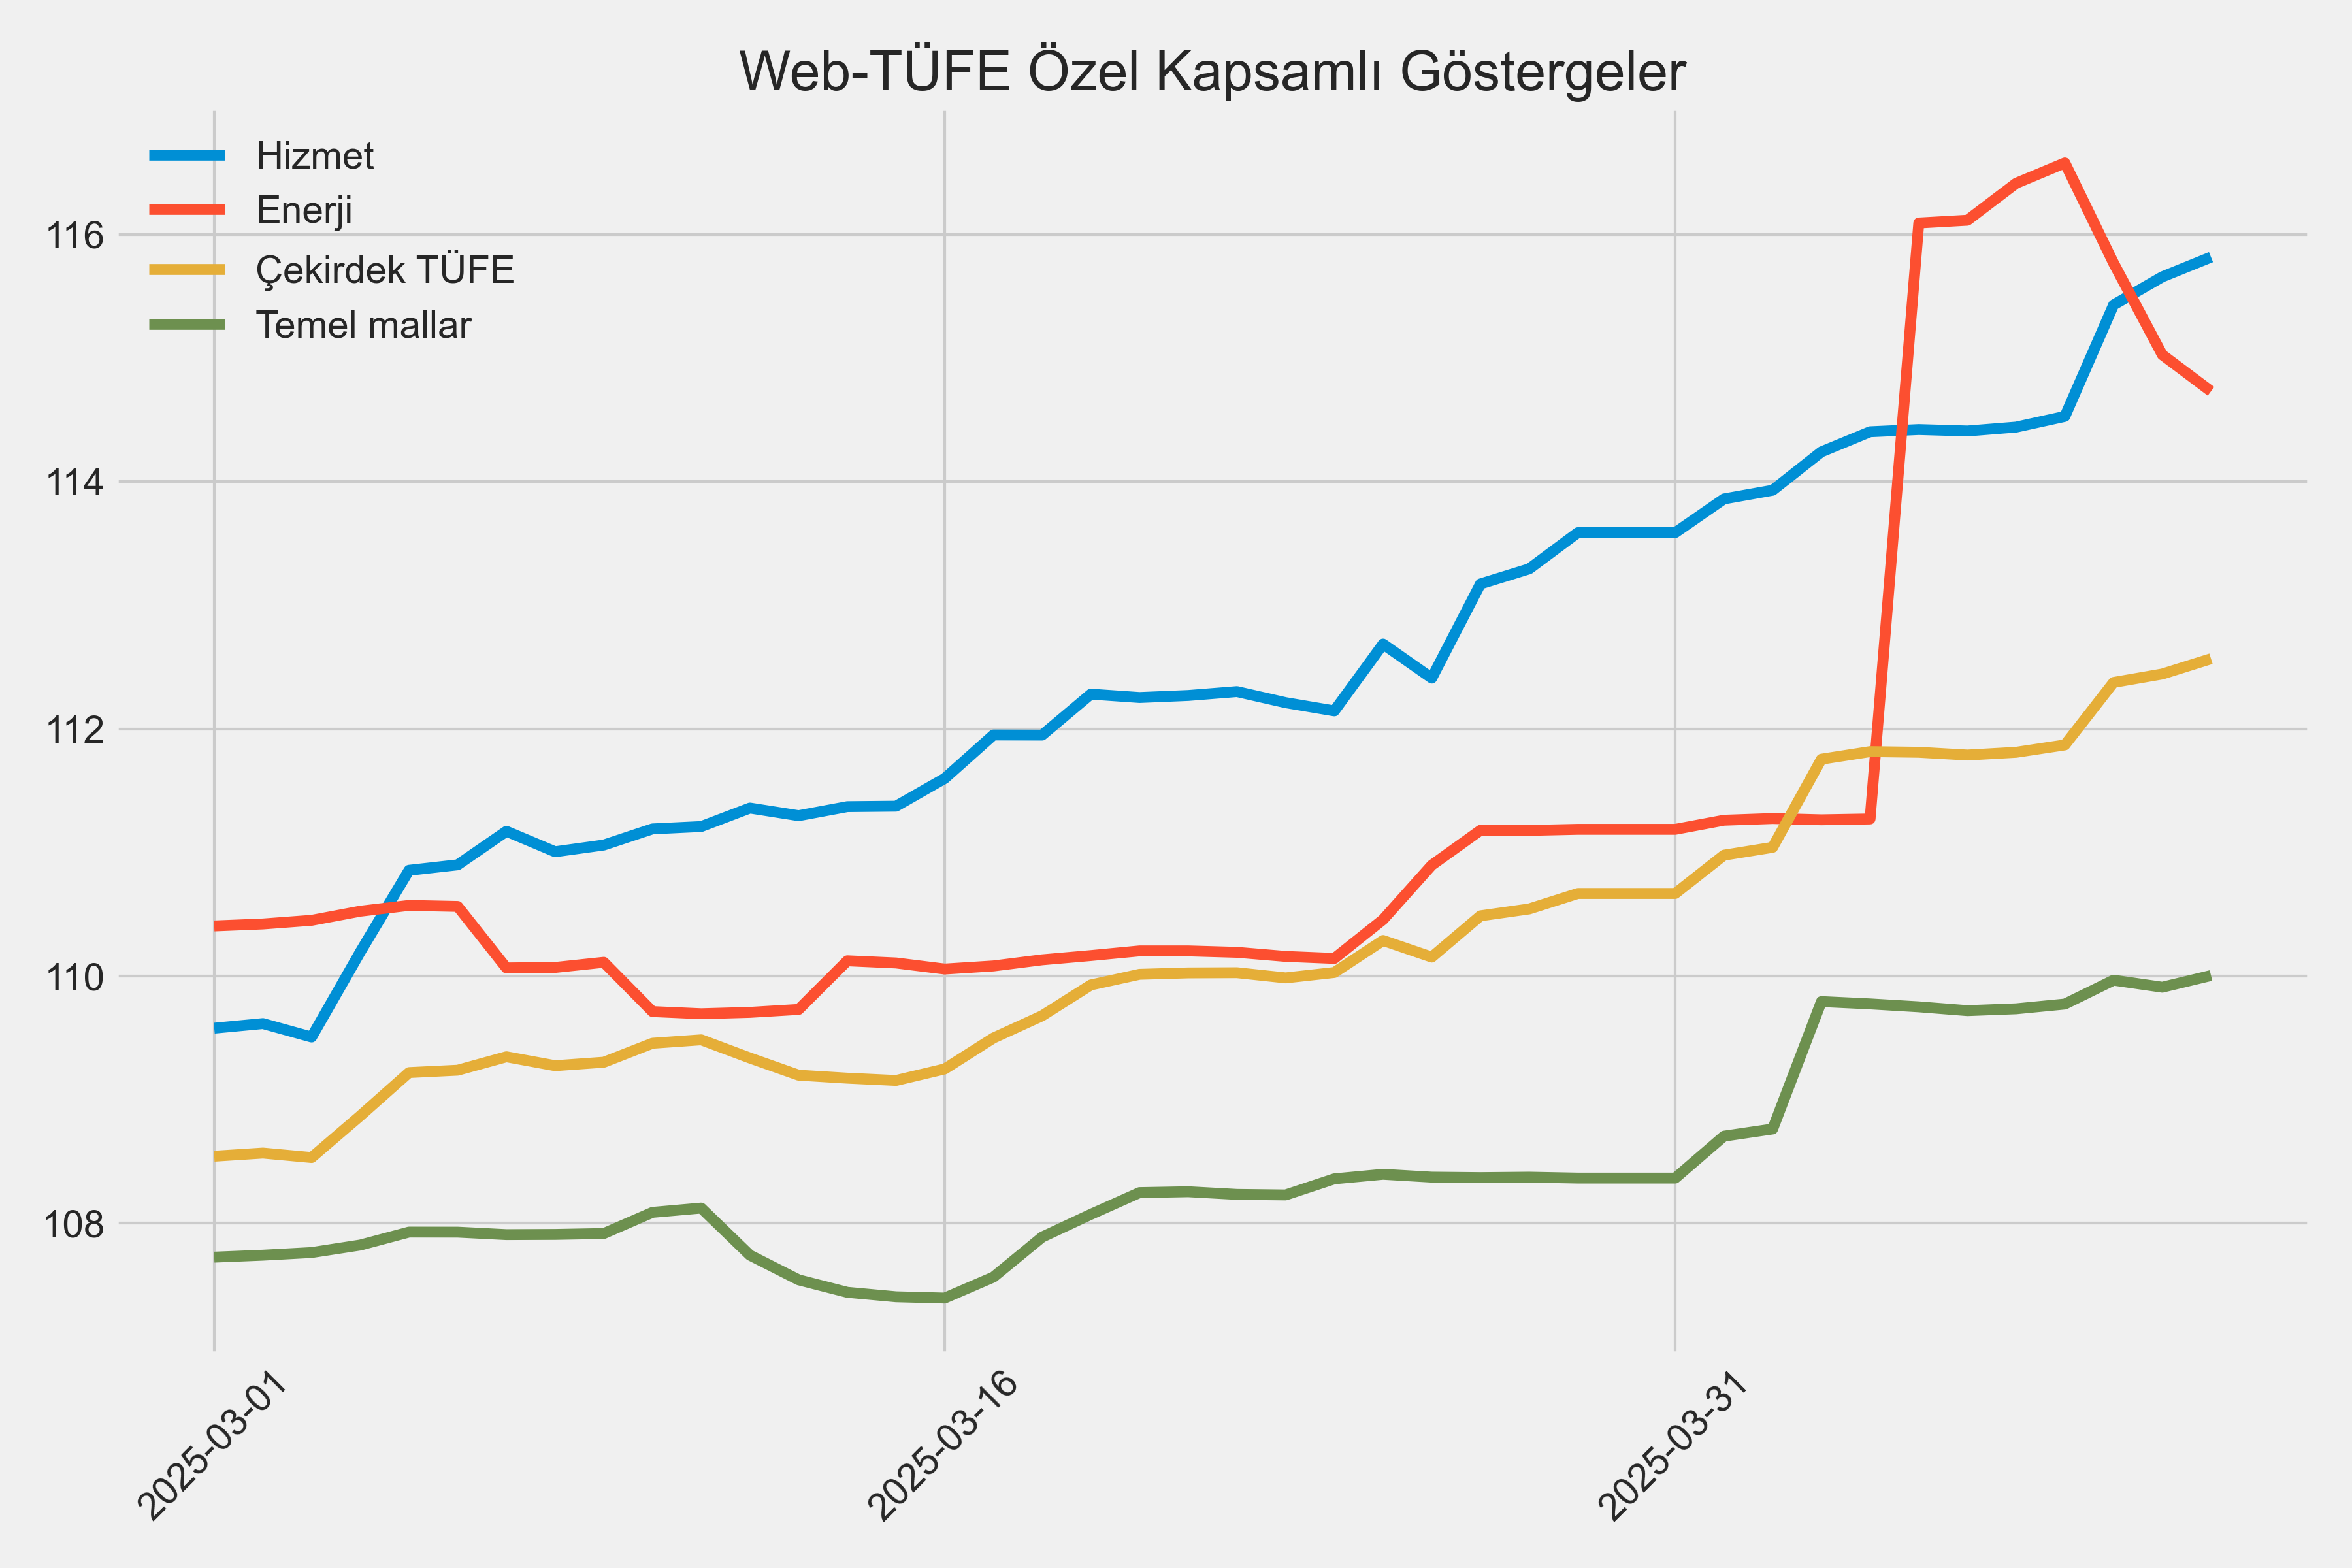 Web-TÜFE Özel Kapsamlı Göstergeler
Hizmet
Enerji
Çekirdek TÜFE
Temel mallar
116
114
112
110
108
2025-03-01
2025-03-16
2025-03-31